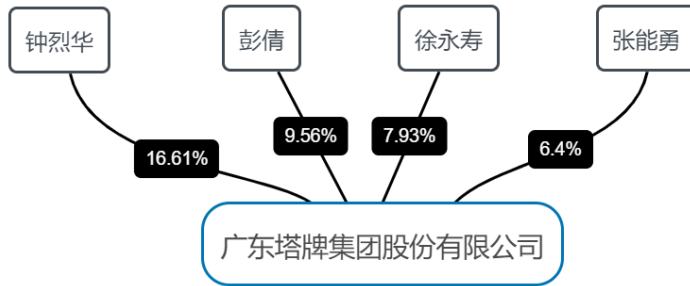 钟烈华
彭倩
徐永寿
张能勇
16.61%
9.56%
7.93%
6.4%
广东塔牌集团股份有限公司